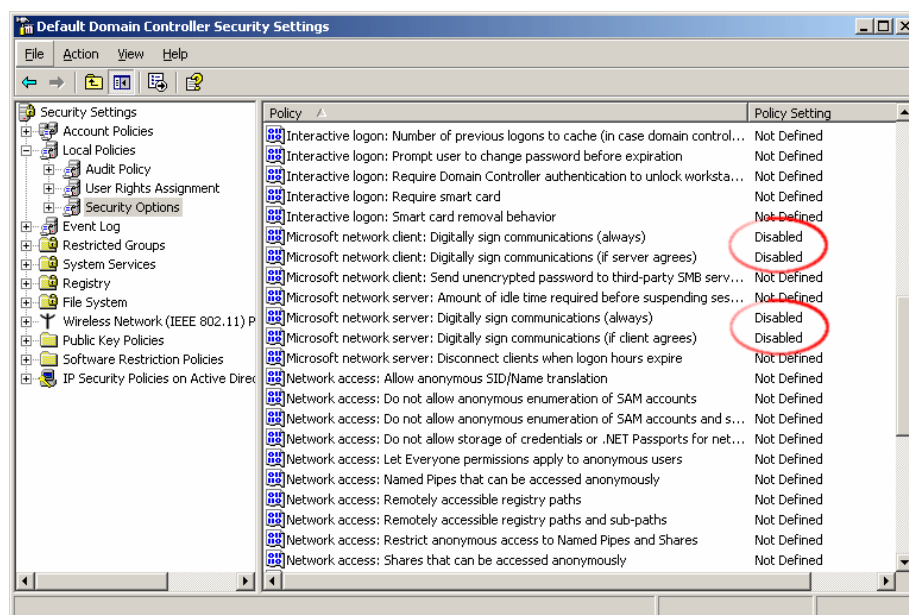 Default Domain Controller Security Settings
File Action View Help
Security Settings
Account Policies
Local Policies
Audit Policy
User Rights Assignment
Security Options
Event Log
Restricted Groups
System Services
Registry
File System
Wireless Network (IEEE 802.11) P
Public Key Policies
Software Restriction Policies
IP Security Policies on Active Direc
Policy Policy Setting
Interactive logon: Number of previous logons to cache (in case domain control... Not Defined
Interactive logon: Prompt user to change password before expiration Not Defined
Interactive logon: Require Domain Controller authentication to unlock worksta... Not Defined
Interactive logon: Require smart card Not Defined
Interactive logon: Smart card removal behavior Not Defined
Microsoft network client: Digitally sign communications (always) Disabled
Microsoft network client: Digitally sign communications (if server agrees) Disabled
Microsoft network client: Send unencrypted password to third-party SMB serv... Not Defined
Microsoft network server: Amount of idle time required before suspending ses... Not Defined
Microsoft network server: Digitally sign communications (always) Disabled
Microsoft network server: Digitally sign communications (if client agrees) Disabled
Microsoft network server: Disconnect clients when logon hours expire Not Defined
Network access: Allow anonymous SID/Name translation Not Defined
Network access: Do not allow anonymous enumeration of SAM accounts Not Defined
Network access: Do not allow anonymous enumeration of SAM accounts and s... Not Defined
Network access: Do not allow storage of credentials or .NET Passports for net... Not Defined
Network access: Let Everyone permissions apply to anonymous users Not Defined
Network access: Named Pipes that can be accessed anonymously Not Defined
Network access: Remotely accessible registry paths Not Defined
Network access: Remotely accessible registry paths and sub-paths Not Defined
Network access: Restrict anonymous access to Named Pipes and Shares Not Defined
Network access: Shares that can be accessed anonymously Not Defined